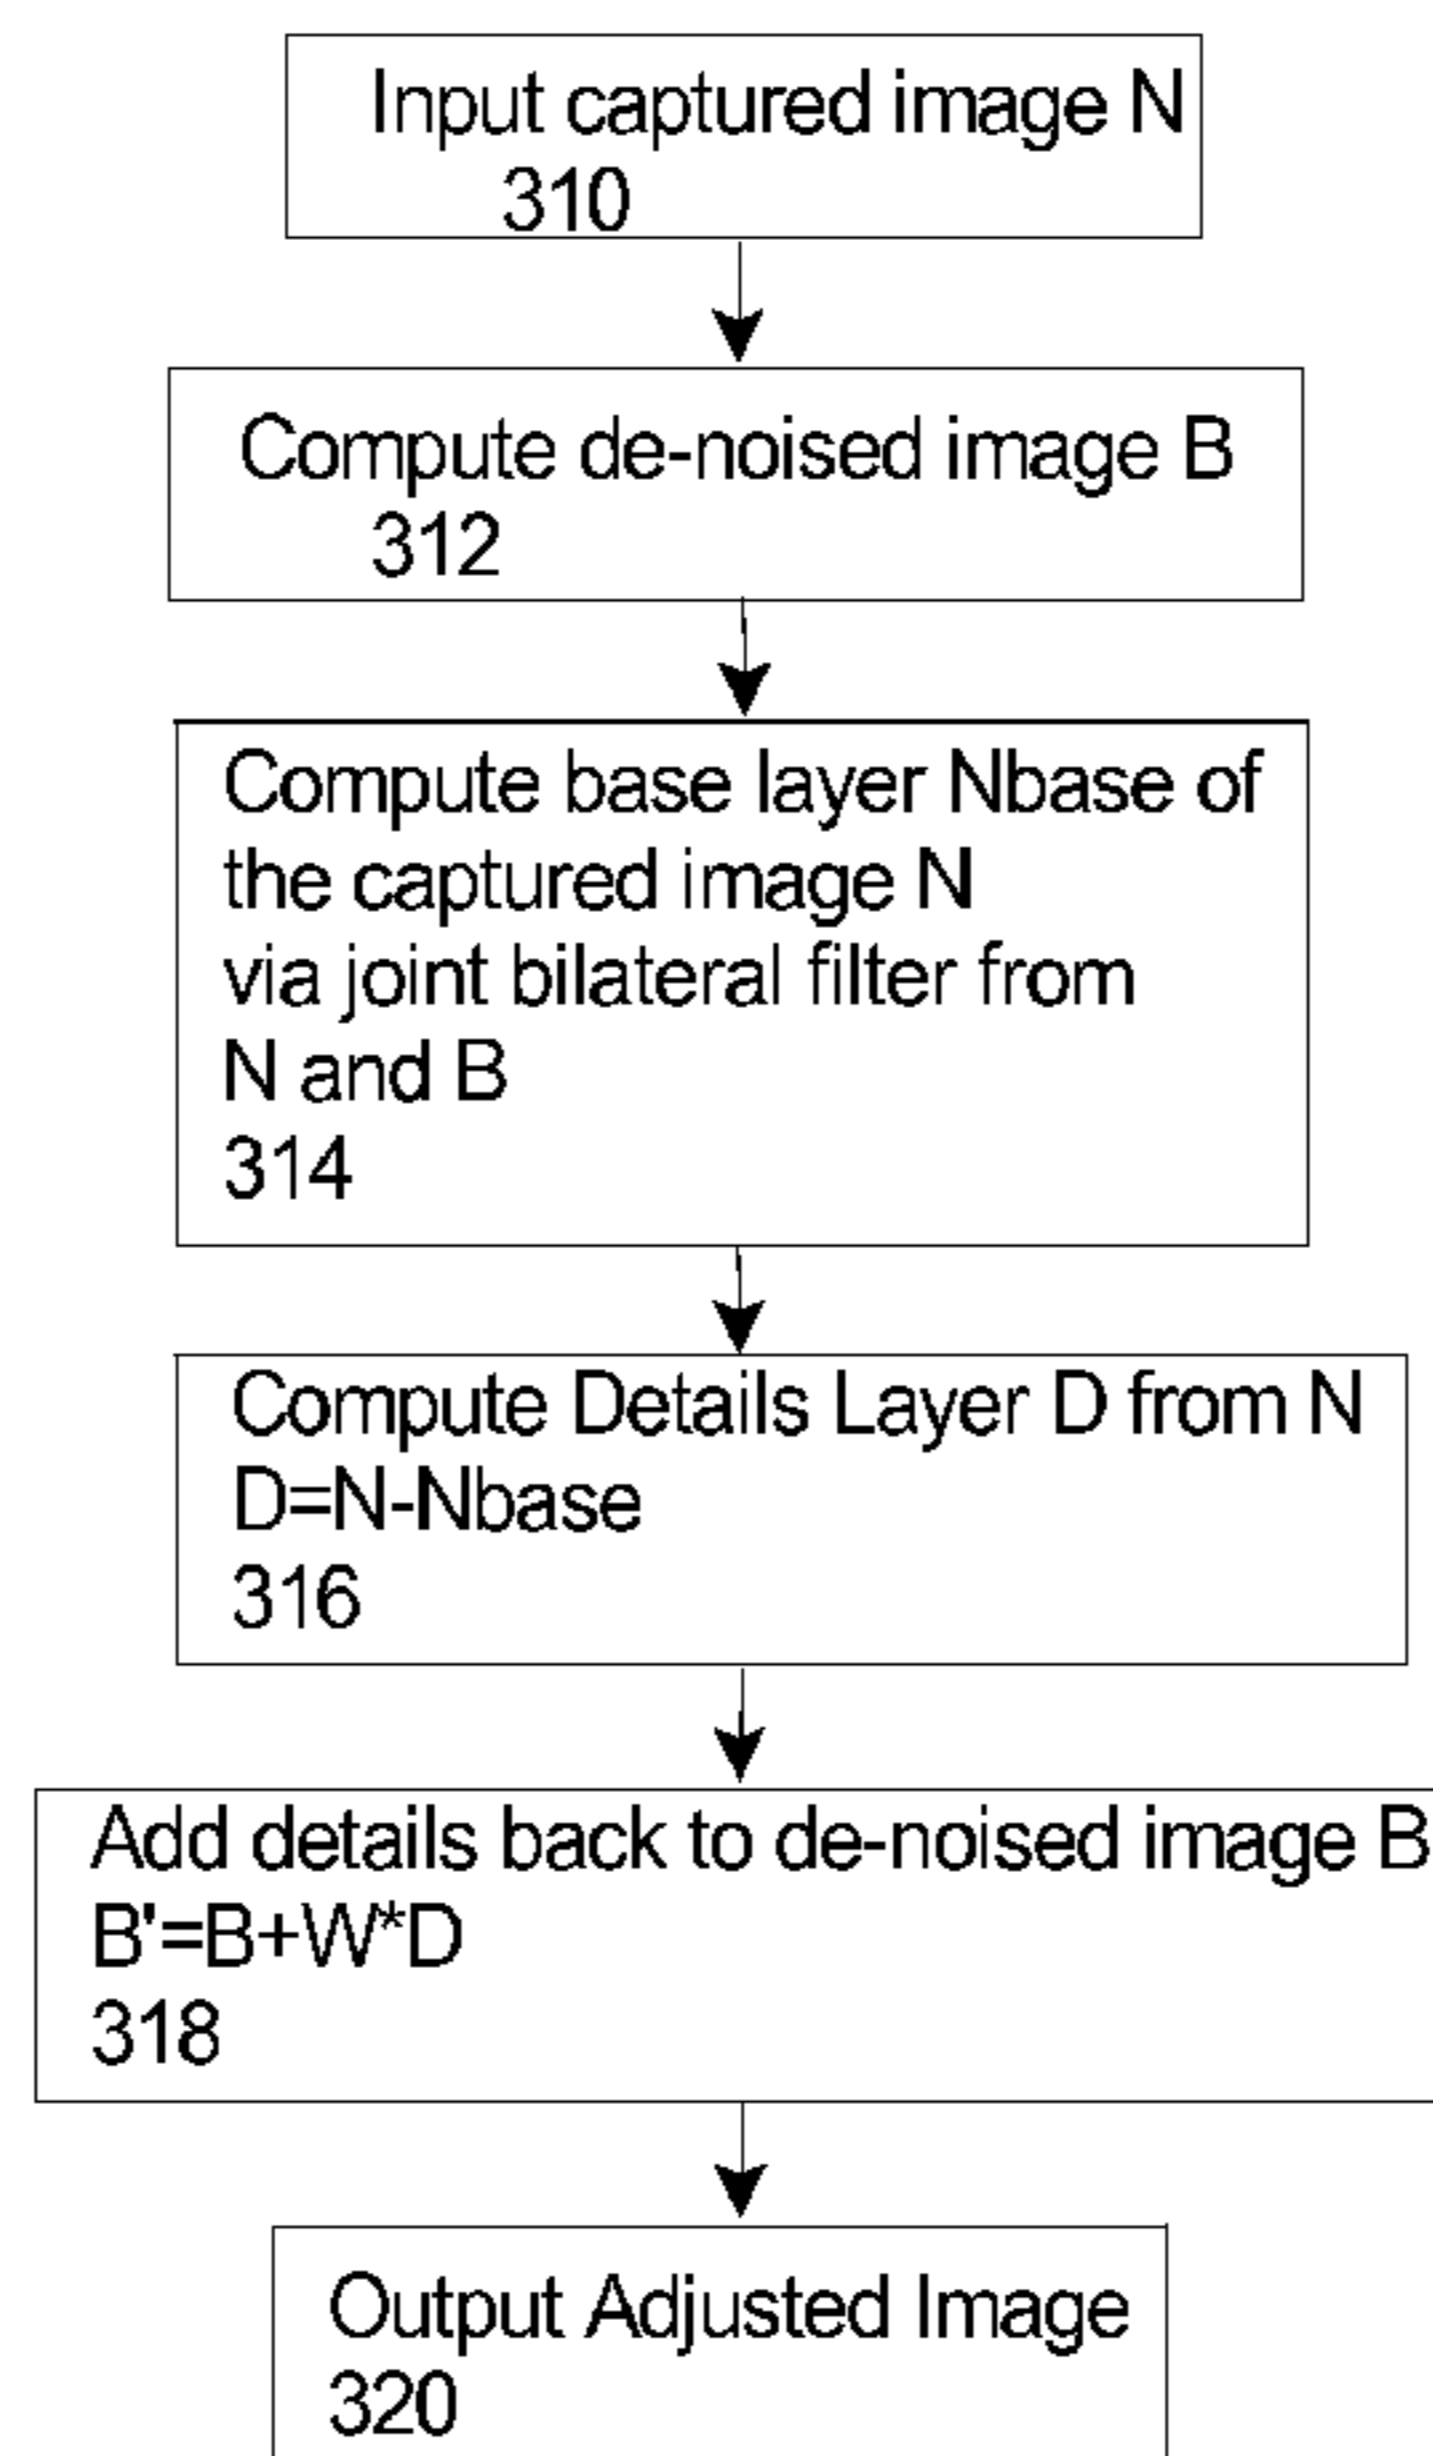 Input captured image N
310
Compute de-noised image B
312
Compute base layer Nbase of
the captured image N
via joint bilateral filter from
N and B
314
Compute Details Layer D from N
D=N-Nbase
316
Add details back to de-noised image B
B'=B+W*D
318
Output Adjusted Image
320